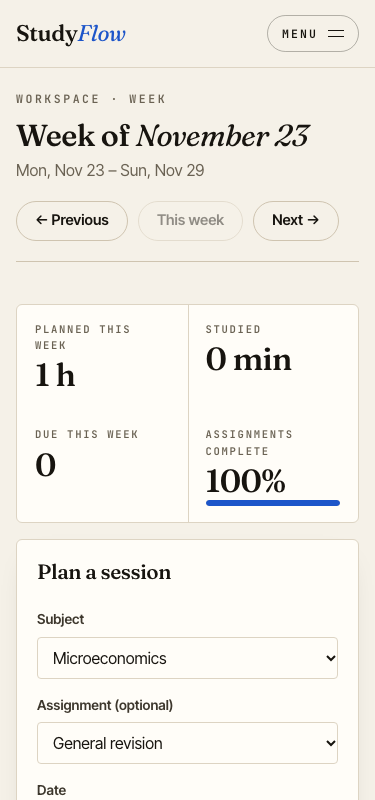 StudyFlow
MENU
WORKSPACE · WEEK
Week of November 23
Mon, Nov 23 – Sun, Nov 29
← Previous
This week
Next →
PLANNED THIS
WEEK
1 h
STUDIED
0 min
DUE THIS WEEK
0
ASSIGNMENTS
COMPLETE
100%
Plan a session
Subject
Microeconomics
Assignment (optional)
General revision
Date